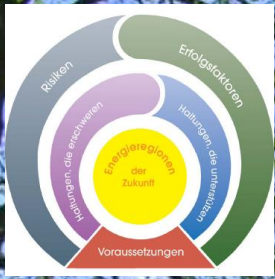 Risiken
Erfolgsfaktoren
Haltungen, die erschweren
Haltungen, die unterstützen
Energieregionen
der
Zukunft
Voraussetzungen